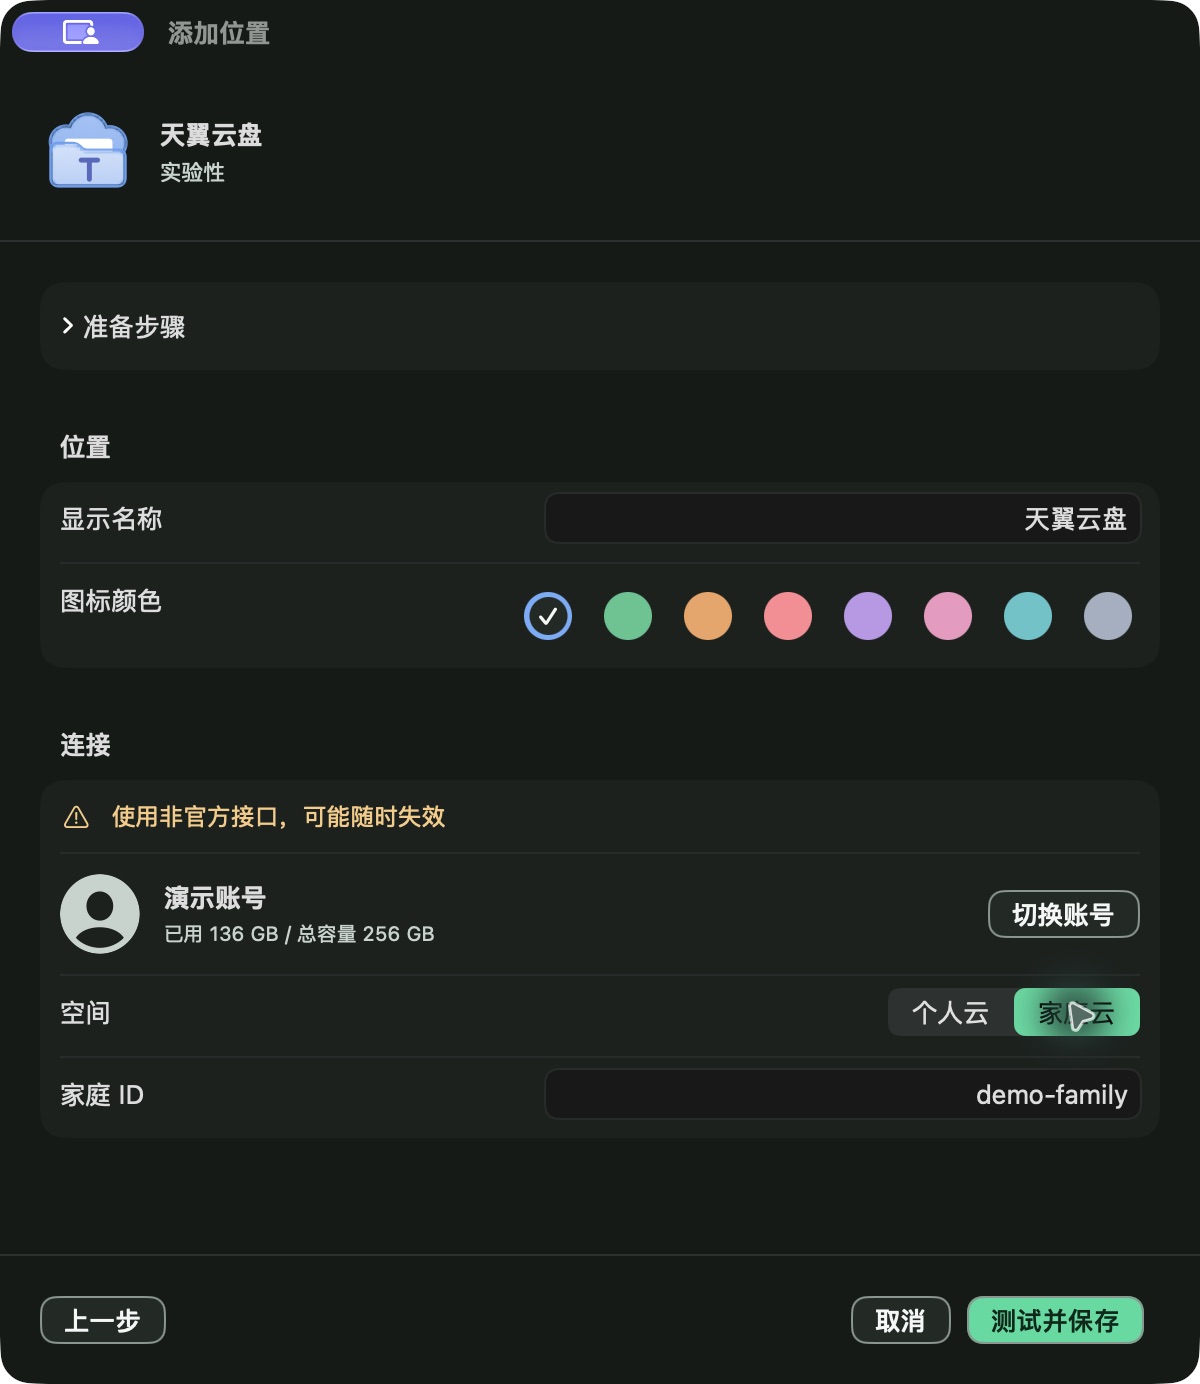 添加位置
天翼云盘
实验性
T
准备步骤
位置
显示名称
天翼云盘
图标颜色
连接
使用非官方接口，可能随时失效
演示账号
已用 136 GB / 总容量 256 GB
切换账号
空间
个人云
家庭云
家庭 ID
demo-family
上一步
取消
测试并保存